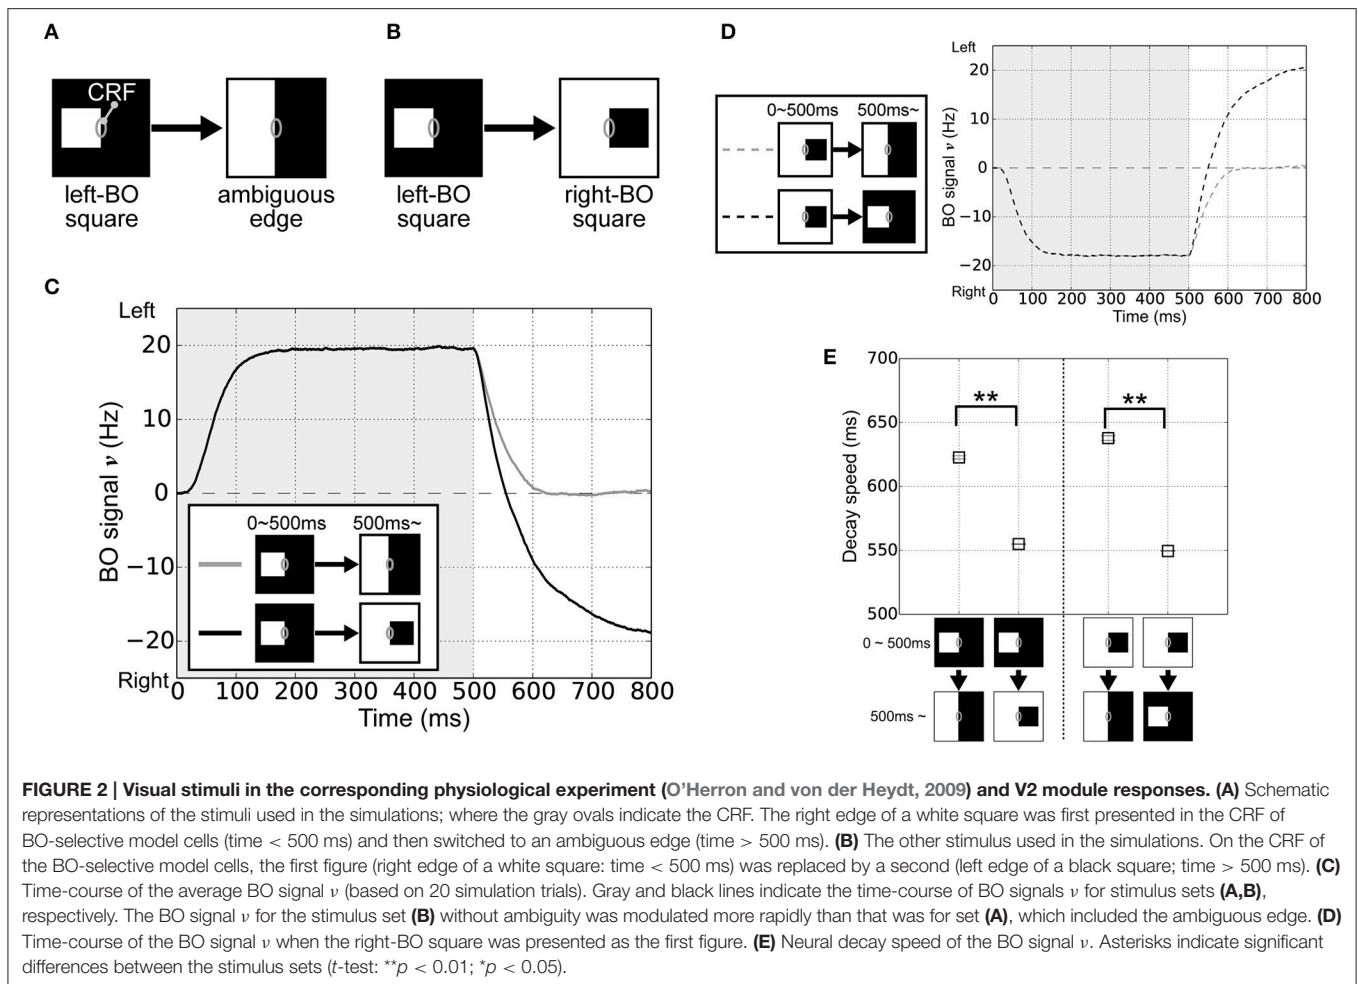 A
CRF
left-BO
square
ambiguous
edge
B
left-BO
square
right-BO
square
C
Left
20
10
0
−10
−20
Right
BO signal ν (Hz)
0~500ms 500ms~
0 100 200 300 400 500 600 700 800
Time (ms)
D
0~500ms 500ms~
Left
20
10
0
−10
−20
Right
BO signal ν (Hz)
0 100 200 300 400 500 600 700 800
Time (ms)
E
700
650
600
550
500
Decay speed (ms)
** **
0 ~ 500ms
500ms ~
FIGURE 2 | Visual stimuli in the corresponding physiological experiment (O’Herron and von der Heydt, 2009) and V2 module responses. (A) Schematic
representations of the stimuli used in the simulations; where the gray ovals indicate the CRF. The right edge of a white square was first presented in the CRF of
BO-selective model cells (time < 500 ms) and then switched to an ambiguous edge (time > 500 ms). (B) The other stimulus used in the simulations. On the CRF of
the BO-selective model cells, the first figure (right edge of a white square: time < 500 ms) was replaced by a second (left edge of a black square; time > 500 ms). (C)
Time-course of the average BO signal ν (based on 20 simulation trials). Gray and black lines indicate the time-course of BO signals ν for stimulus sets (A,B),
respectively. The BO signal ν for the stimulus set (B) without ambiguity was modulated more rapidly than that was for set (A), which included the ambiguous edge. (D)
Time-course of the BO signal ν when the right-BO square was presented as the first figure. (E) Neural decay speed of the BO signal ν. Asterisks indicate significant
differences between the stimulus sets (t-test: **p < 0.01; *p < 0.05).